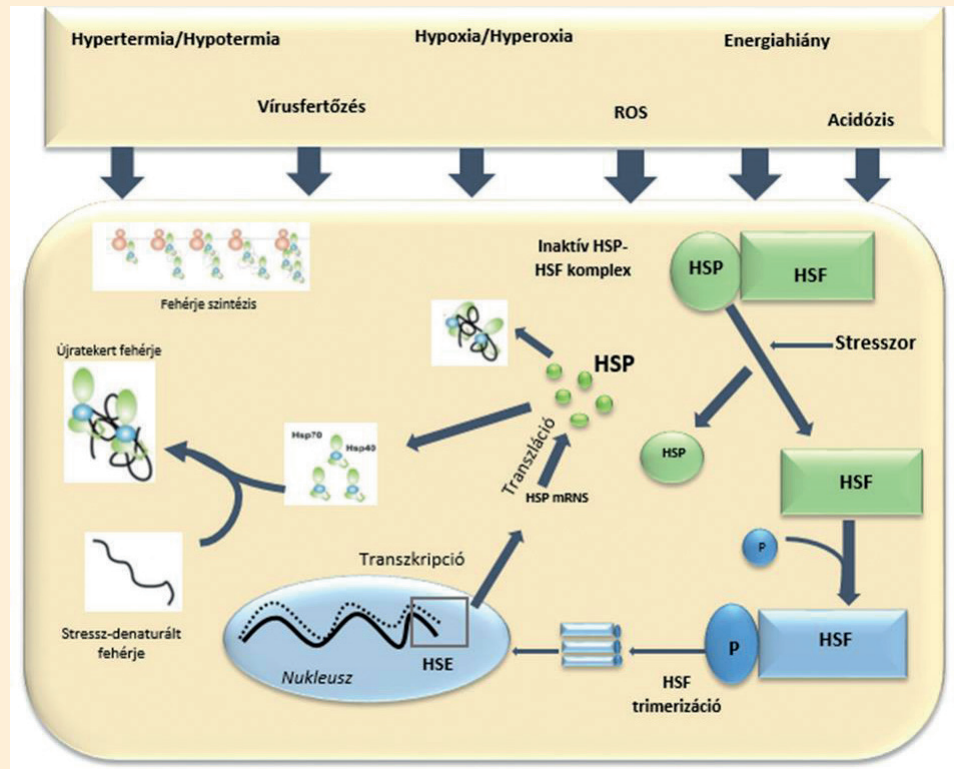 Hypertermia/Hypotermia
Hypoxia/Hyperoxia
Energiahiány
Vírusfertőzés
ROS
Acidózis
Fehérje szintézis
Inaktív HSP-
HSF komplex
HSP
HSF
Stresszor
Újratekert fehérje
HSP
Hsp70
Hsp40
Transzláció
HSP mRNS
HSP
HSF
P
Transzkripció
Stressz-denaturált
fehérje
HSE
Nukleusz
P
HSF
HSF
trimerizáció